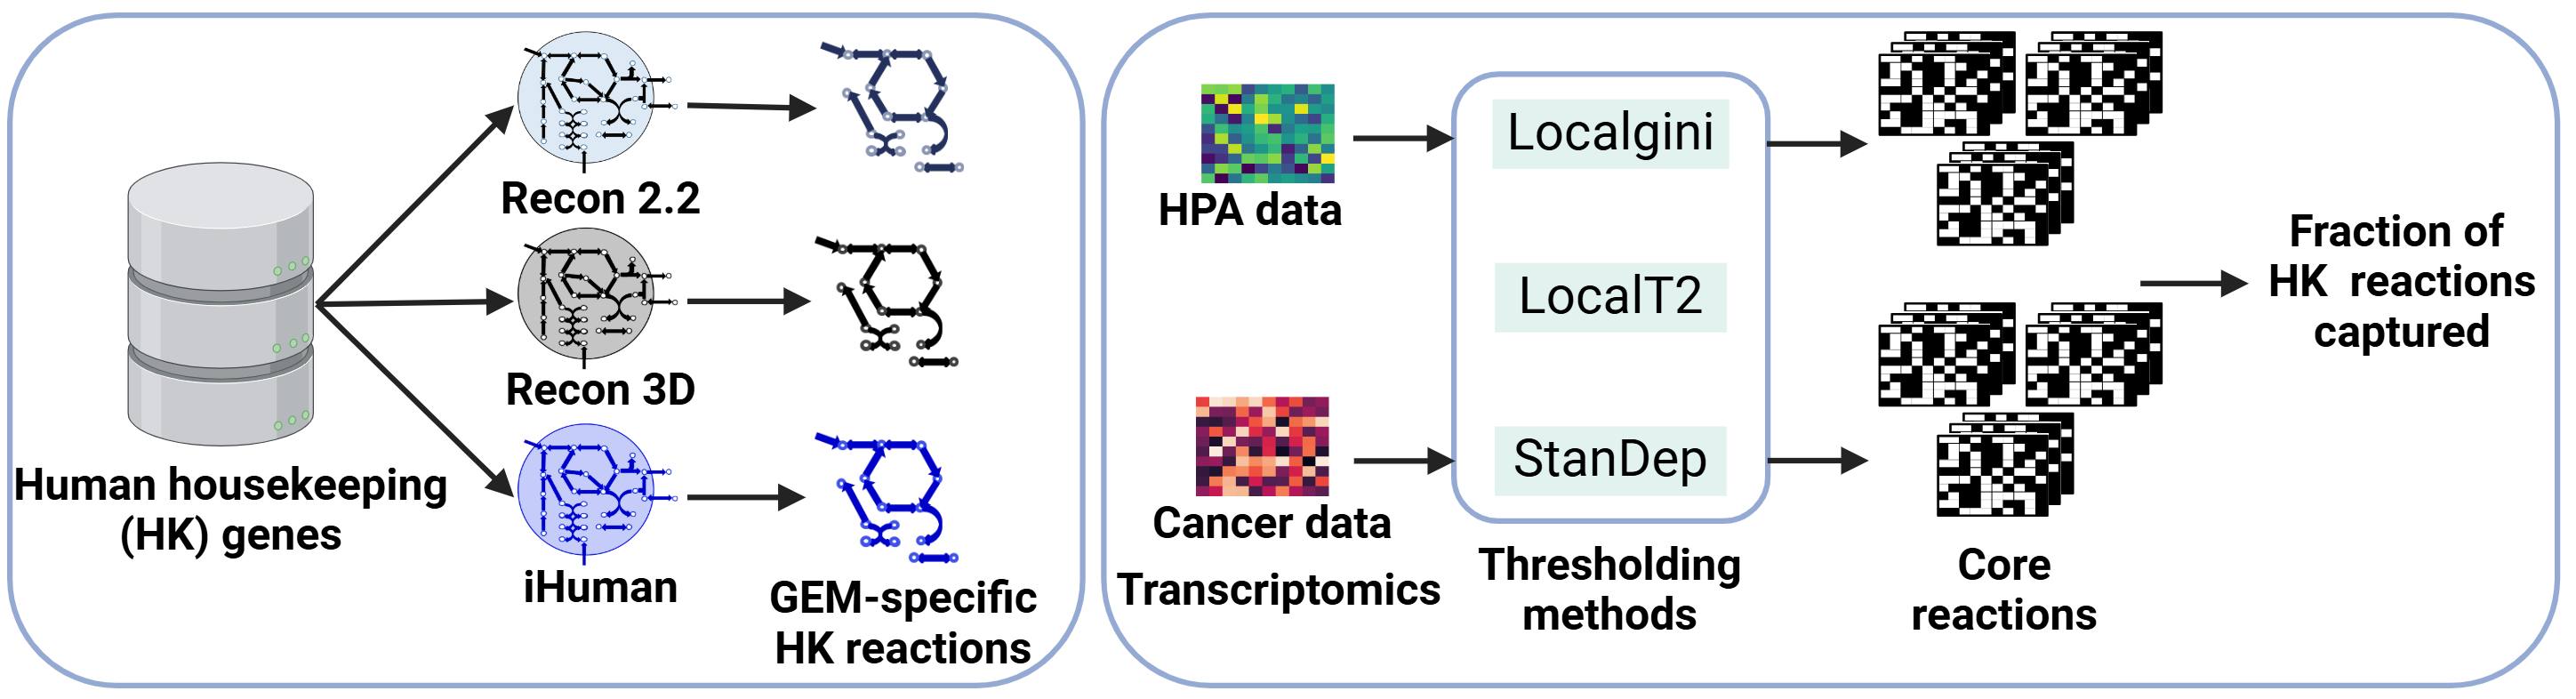 Human housekeeping
(HK) genes
Recon 2.2
Recon 3D
iHuman
GEM-specific
HK reactions
HPA data
Cancer data
Transcriptomics
Localgini
LocalT2
StanDep
Thresholding
methods
Core
reactions
Fraction of
HK reactions
captured